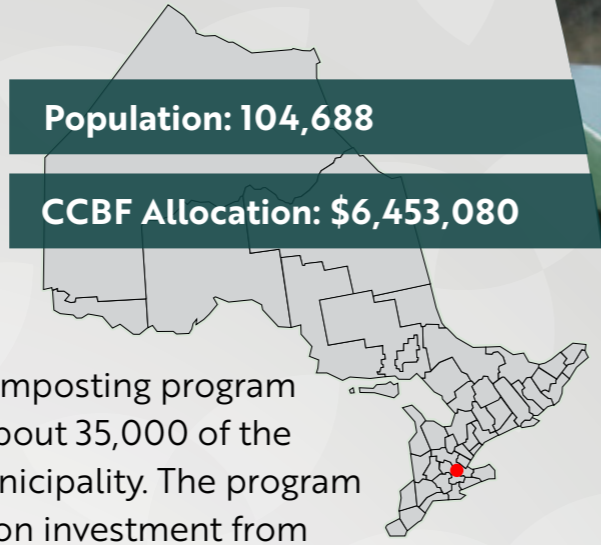 Population: 104,688
CCBF Allocation: $6,453,080
mposting program
bout 35,000 of the
nicipality. The program
on investment from